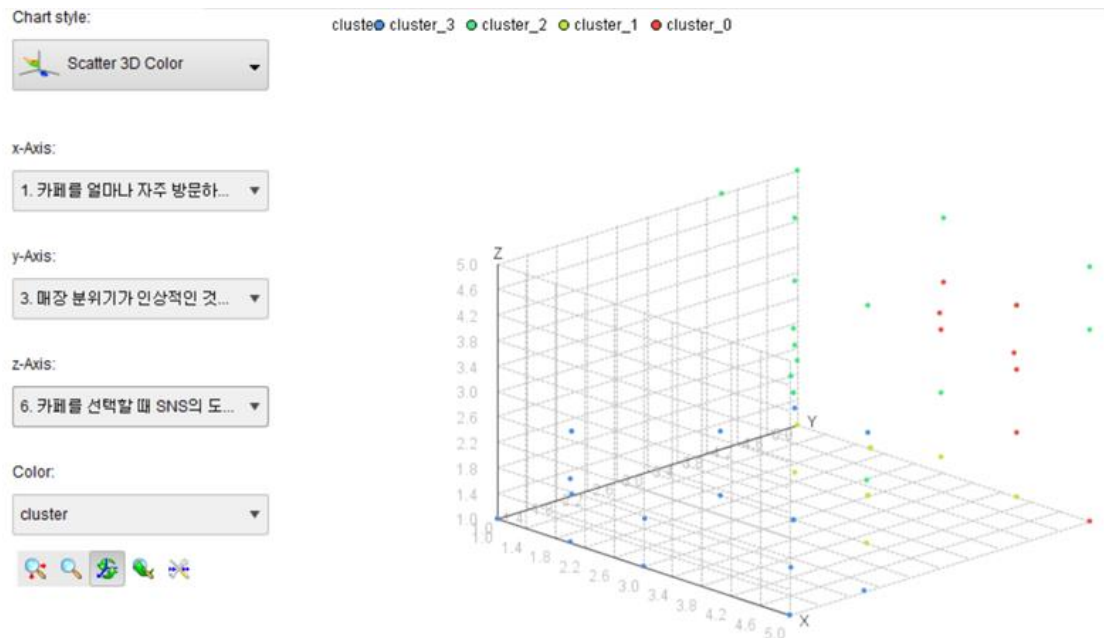 Chart style:
cluste cluster_3 cluster_2 cluster_1 cluster_0
Scatter 3D Color
x-Axis:
1. 카페를 얼마나 자주 방문하...
y-Axis:
3. 매장 분위기가 인상적인 것...
z-Axis:
6. 카페를 선택할 때 SNS의 도...
Color:
cluster
Z
5.0
4.6
4.2
3.8
3.4
3.0
2.6
2.2
1.8
1.4
1.0
Y
1.0
1.4
1.8
2.2
2.6
3.0
3.4
3.8
4.2
4.6
5.0
X